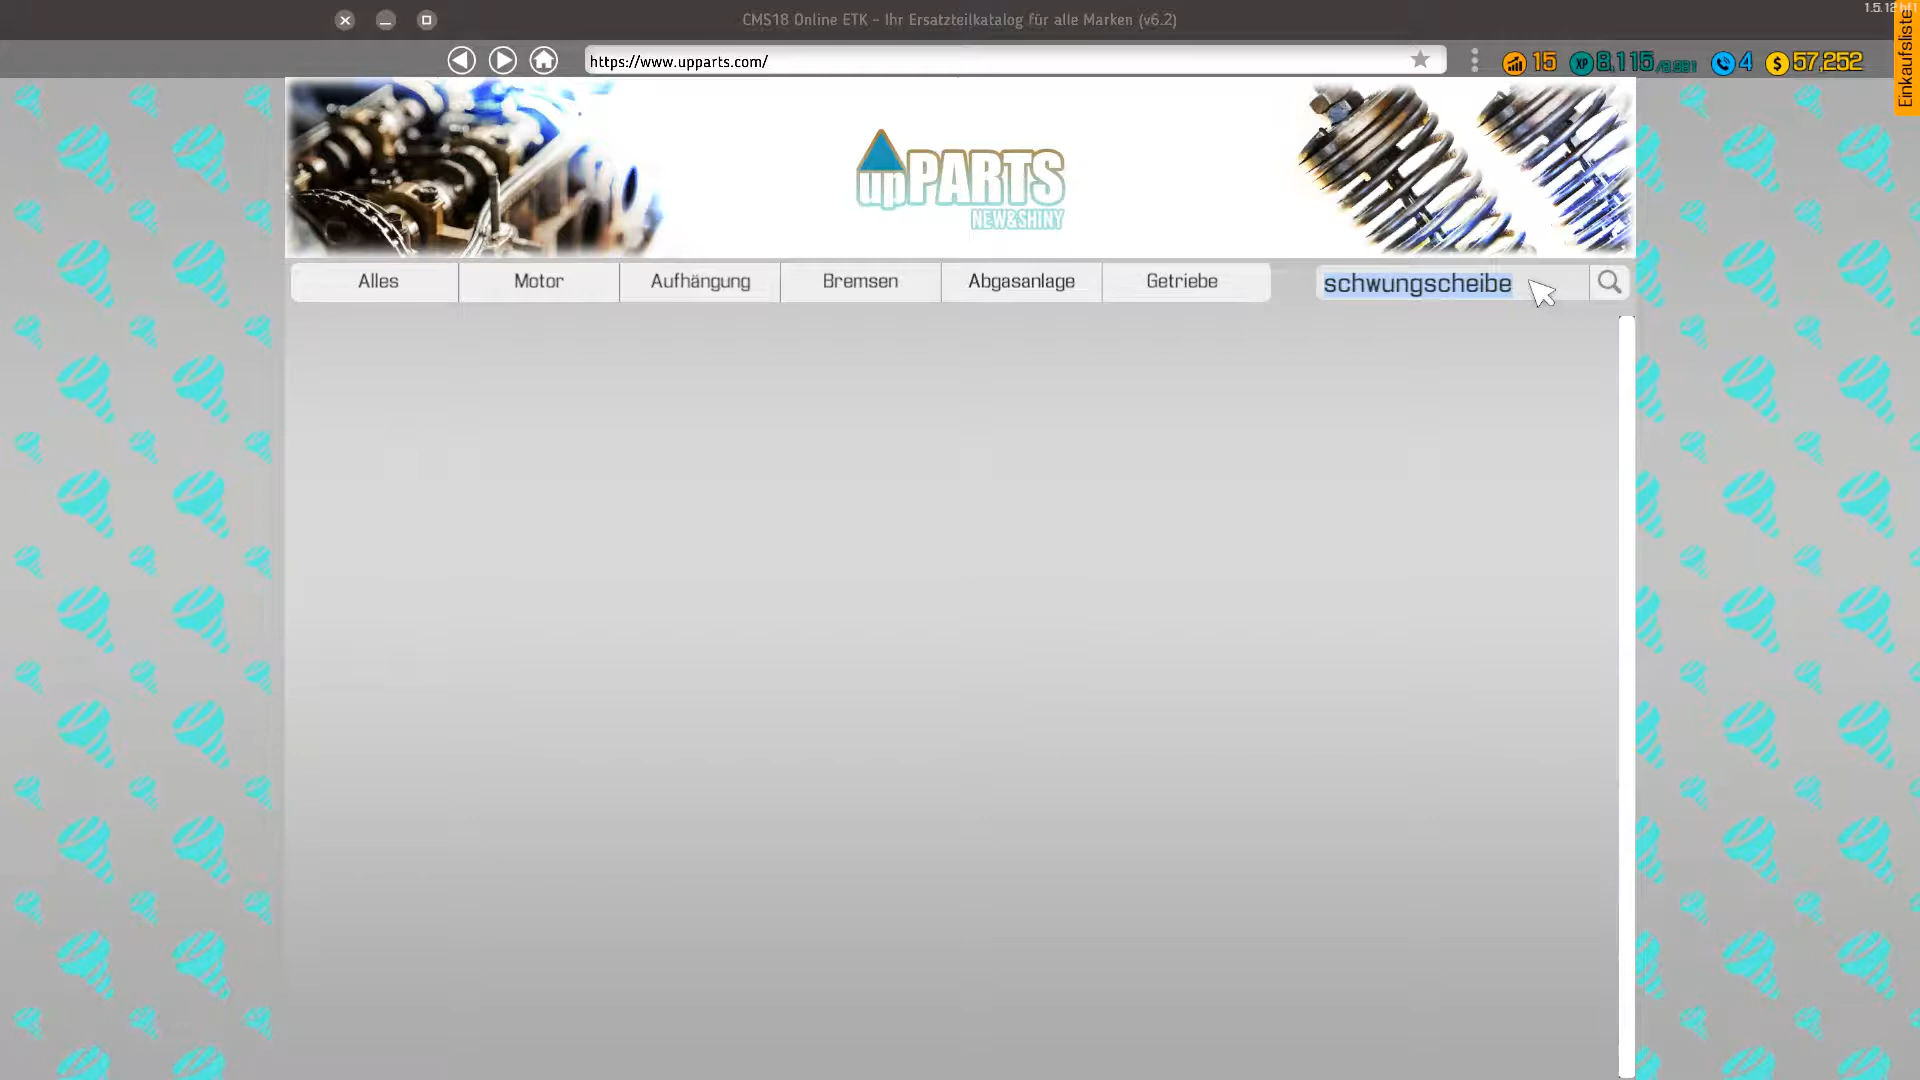 CMS18 Online ETK - Ihr Ersatzteilkatalog für alle Marken (v6.2)
https://www.upparts.com/
15
XP 8,115
4
$ 57,252
Einkaufsliste
upPARTS
NEW&SHINY
Alles
Motor
Aufhängung
Bremsen
Abgasanlage
Getriebe
schwungscheibe